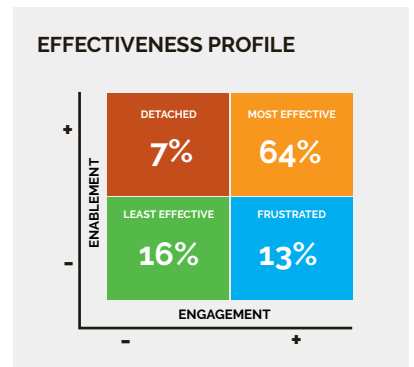 EFFECTIVENESS PROFILE
+
DETACHED
MOST EFFECTIVE
7%
64%
ENABLEMENT
LEAST EFFECTIVE
FRUSTRATED
16%
13%
-
ENGAGEMENT
-
+